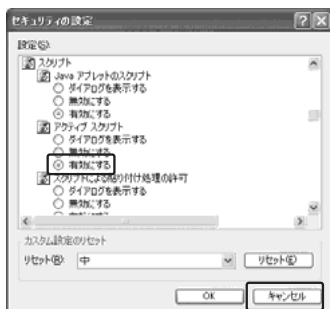 セキュリティの設定
設定(S):
スクリプト
Java アプレットのスクリプト
ダイアログを表示する
無効にする
有効にする
アクティブ スクリプト
ダイアログを表示する
無効にする
有効にする
スクリプトによる貼り付け処理の許可
ダイアログを表示する
無効にする
カスタム設定のリセット
リセット(R): 中 リセット(E)
OK キャンセル